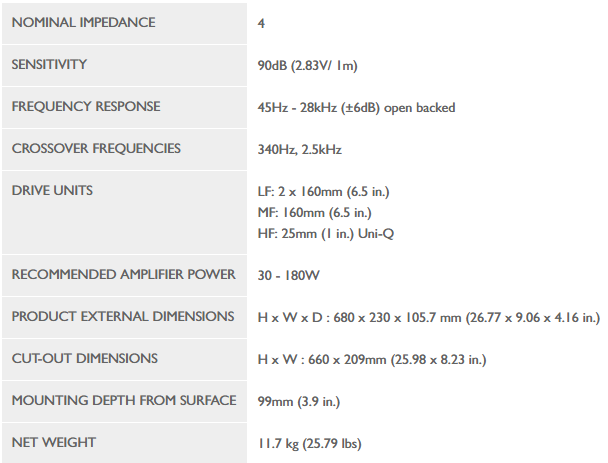 NOMINAL IMPEDANCE 4
SENSITIVITY 90dB (2.83V/ 1m)
FREQUENCY RESPONSE 45Hz - 28kHz (±6dB) open backed
CROSSOVER FREQUENCIES 340Hz, 2.5kHz
DRIVE UNITS LF: 2 x 160mm (6.5 in.)
MF: 160mm (6.5 in.)
HF: 25mm (1 in.) Uni-Q
RECOMMENDED AMPLIFIER POWER 30 - 180W
PRODUCT EXTERNAL DIMENSIONS H x W x D : 680 x 230 x 105.7 mm (26.77 x 9.06 x 4.16 in.)
CUT-OUT DIMENSIONS H x W : 660 x 209mm (25.98 x 8.23 in.)
MOUNTING DEPTH FROM SURFACE 99mm (3.9 in.)
NET WEIGHT 11.7 kg (25.79 lbs)